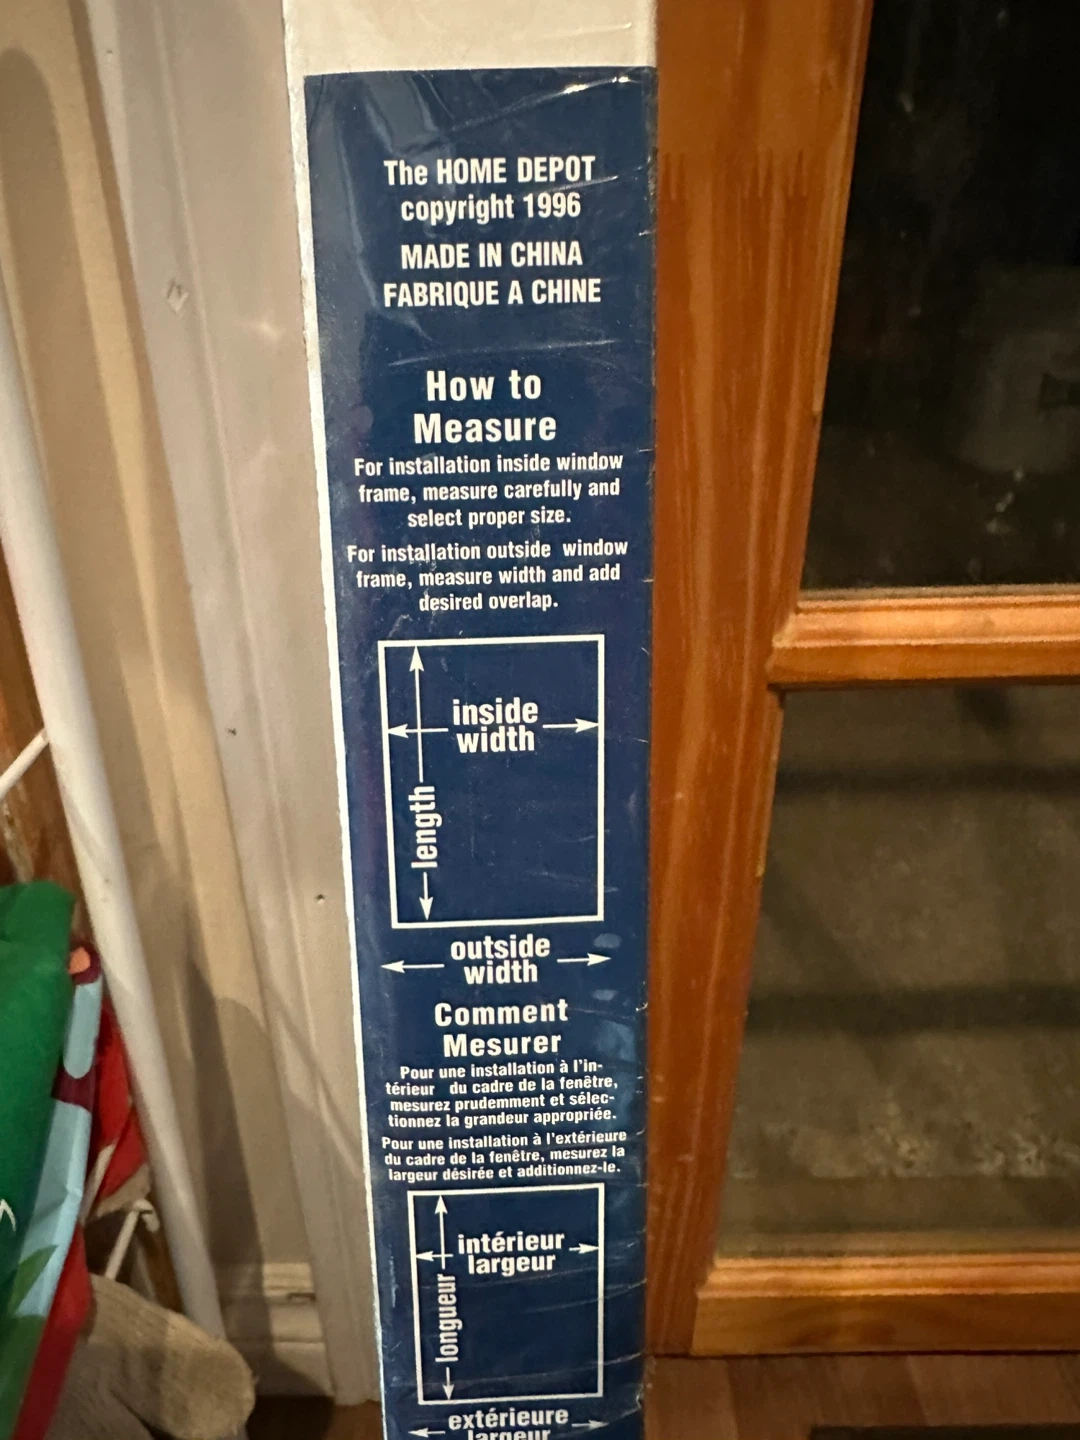 The HOME DEPOT
copyright 1996
MADE IN CHINA
FABRIQUE A CHINE
How to
Measure
For installation inside window
frame, measure carefully and
select proper size.
For installation outside window
frame, measure width and add
desired overlap.
inside
width
length
outside
width
Comment
Mesurer
Pour une installation à l'in-
térieur du cadre de la fenêtre,
mesurez prudemment et sélec-
tionnez la grandeur appropriée.
Pour une installation à l'extérieure
du cadre de la fenêtre, mesurez la
largeur désirée et additionnez-le.
intérieur
largeur
longueur
extérieure
largeur